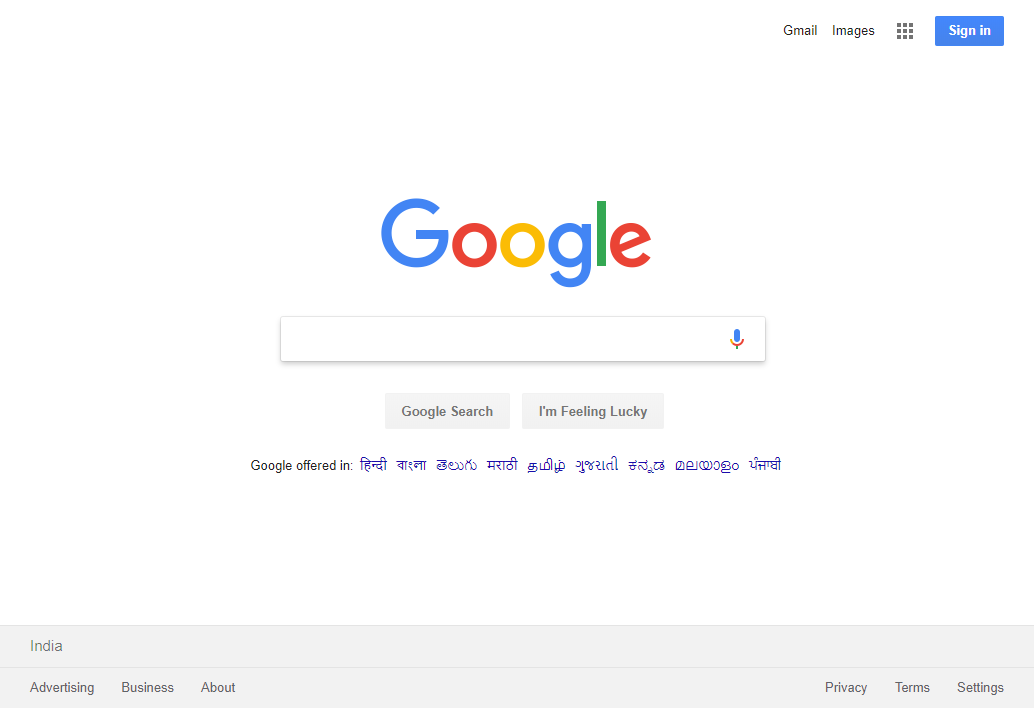 Gmail Images Sign in
Google
Google Search I'm Feeling Lucky
Google offered in: हिन्दी বাংলা తెలుగు मराठी தமிழ் ગુજરાતી ಕನ್ನಡ മലയാളം ਪੰਜਾਬੀ
India
Advertising Business About Privacy Terms Settings